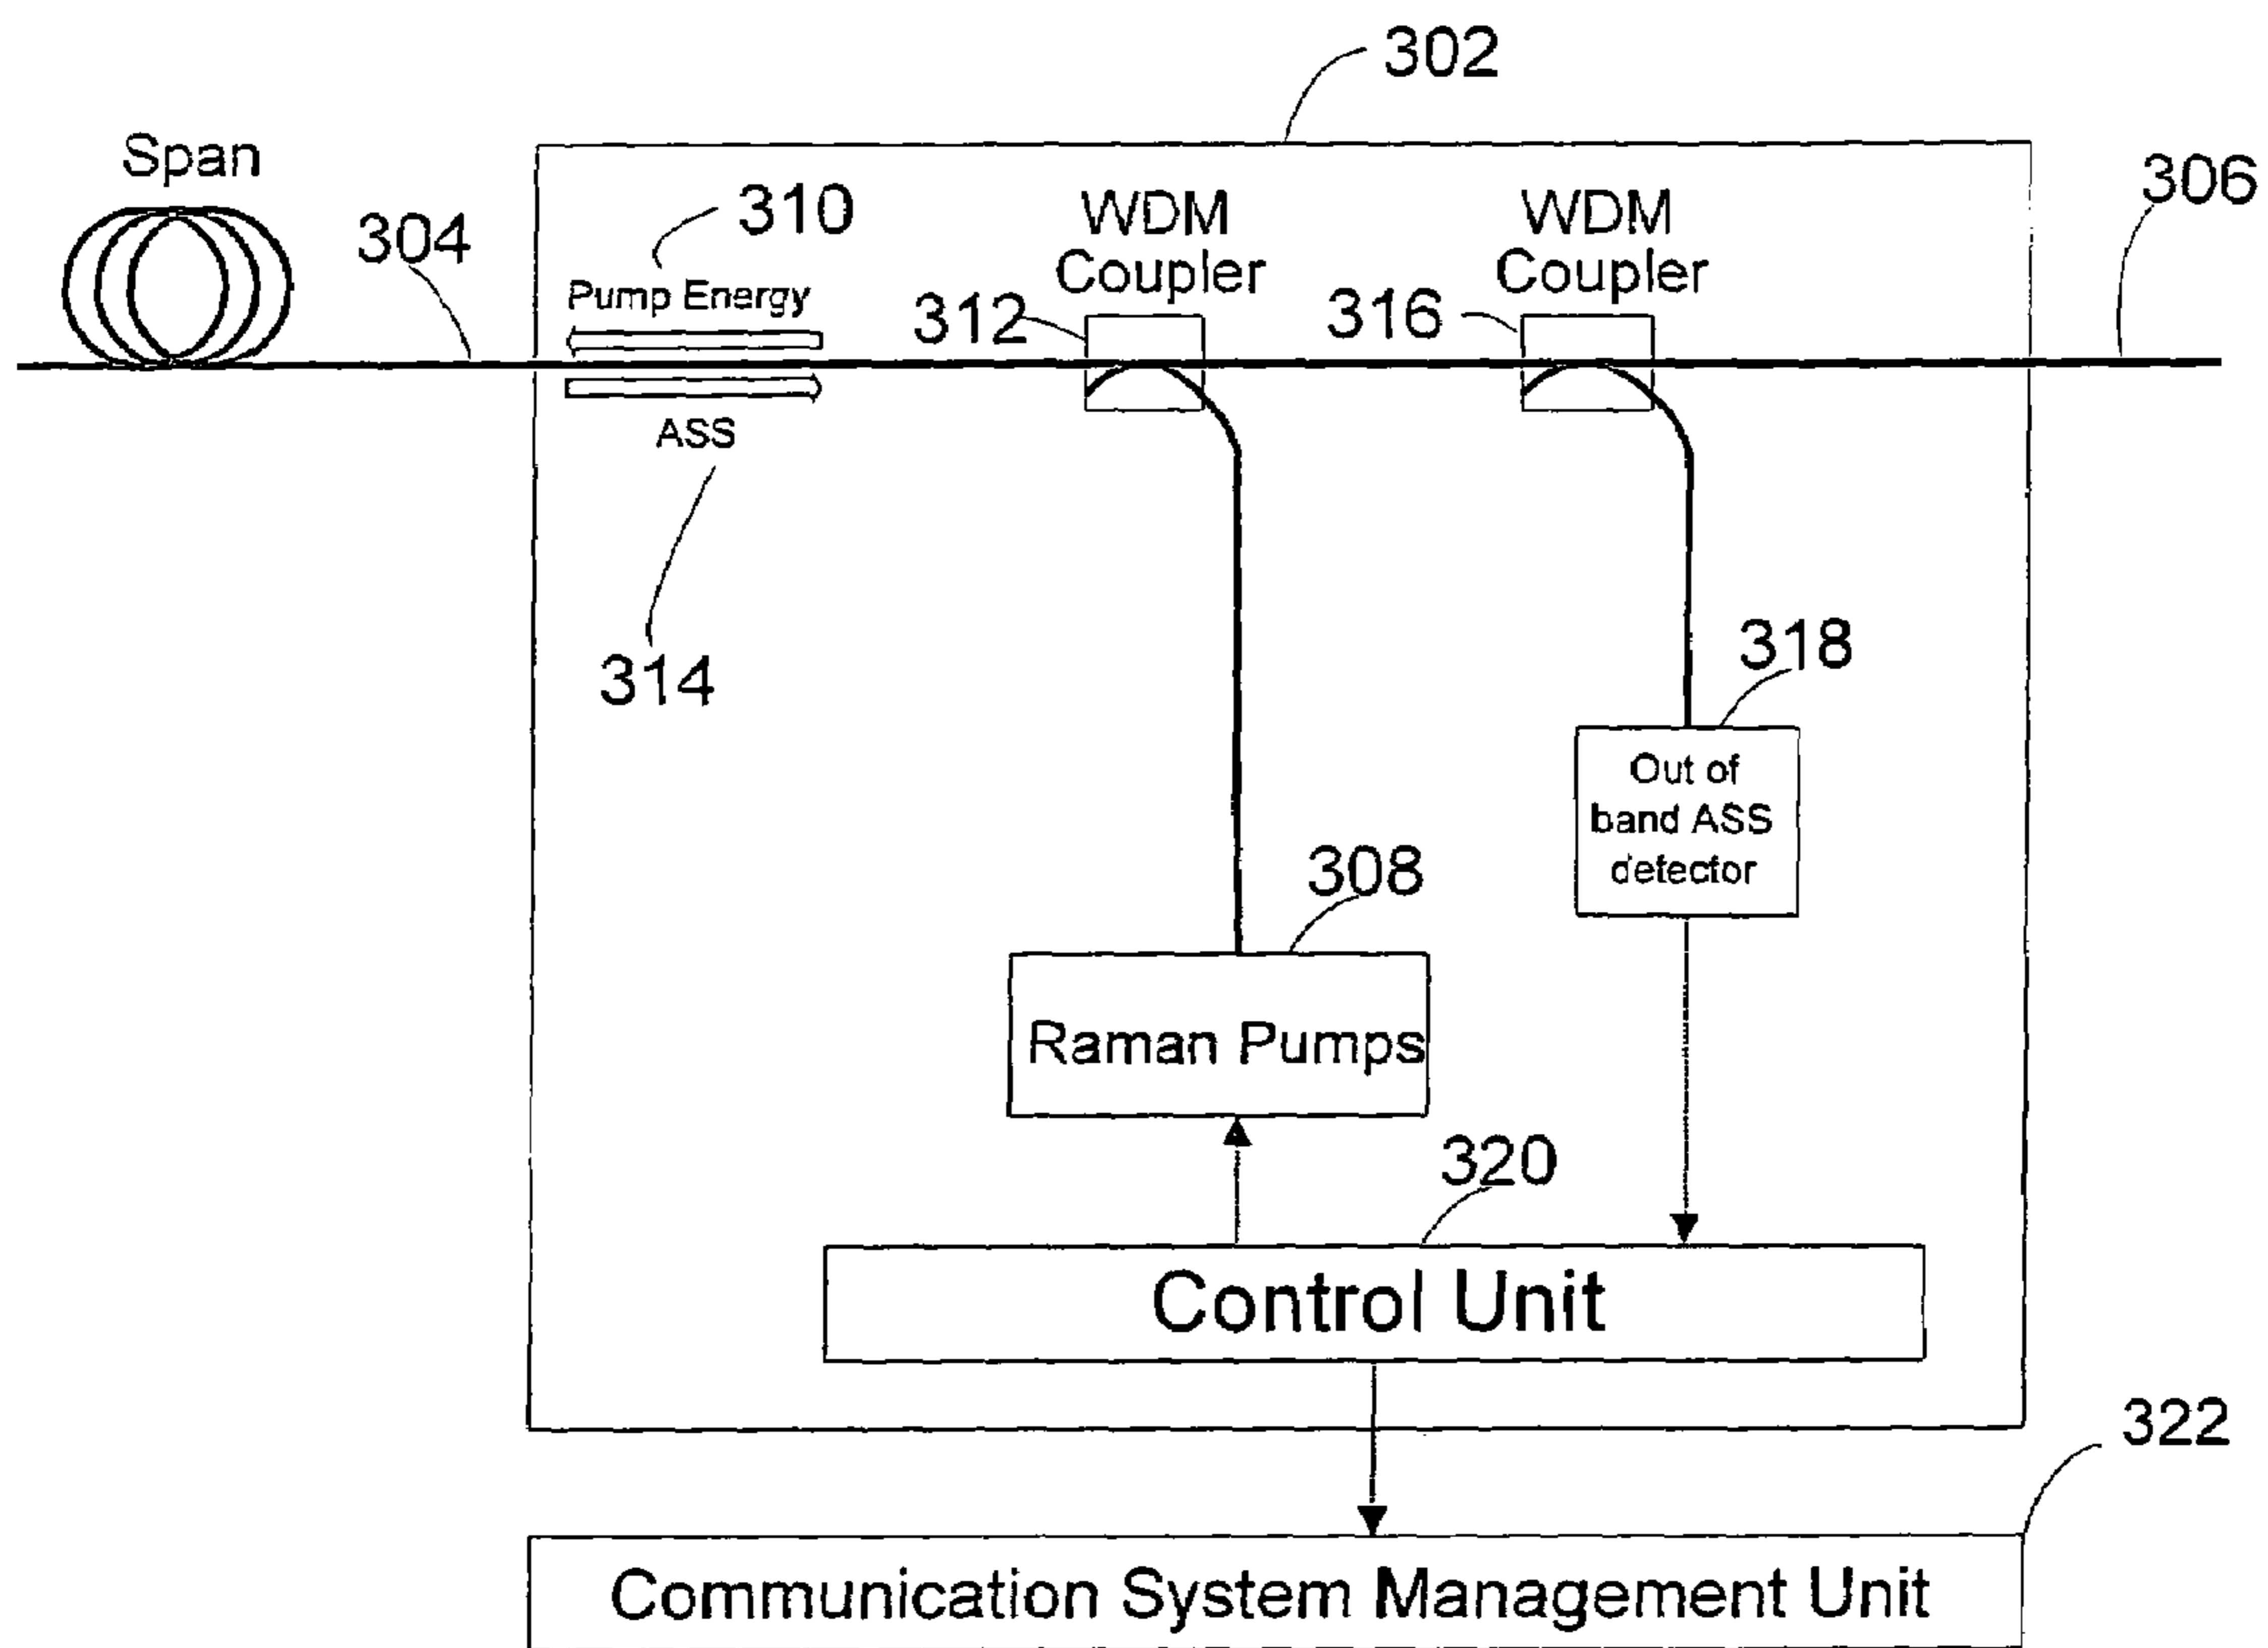 302
Span
306
310
WDM
Coupler
WDM
Coupler
304
Pump Energy
312
316
ASS
314
318
Out of
band ASS
detector
308
Raman Pumps
320
Control Unit
322
Communication System Management Unit